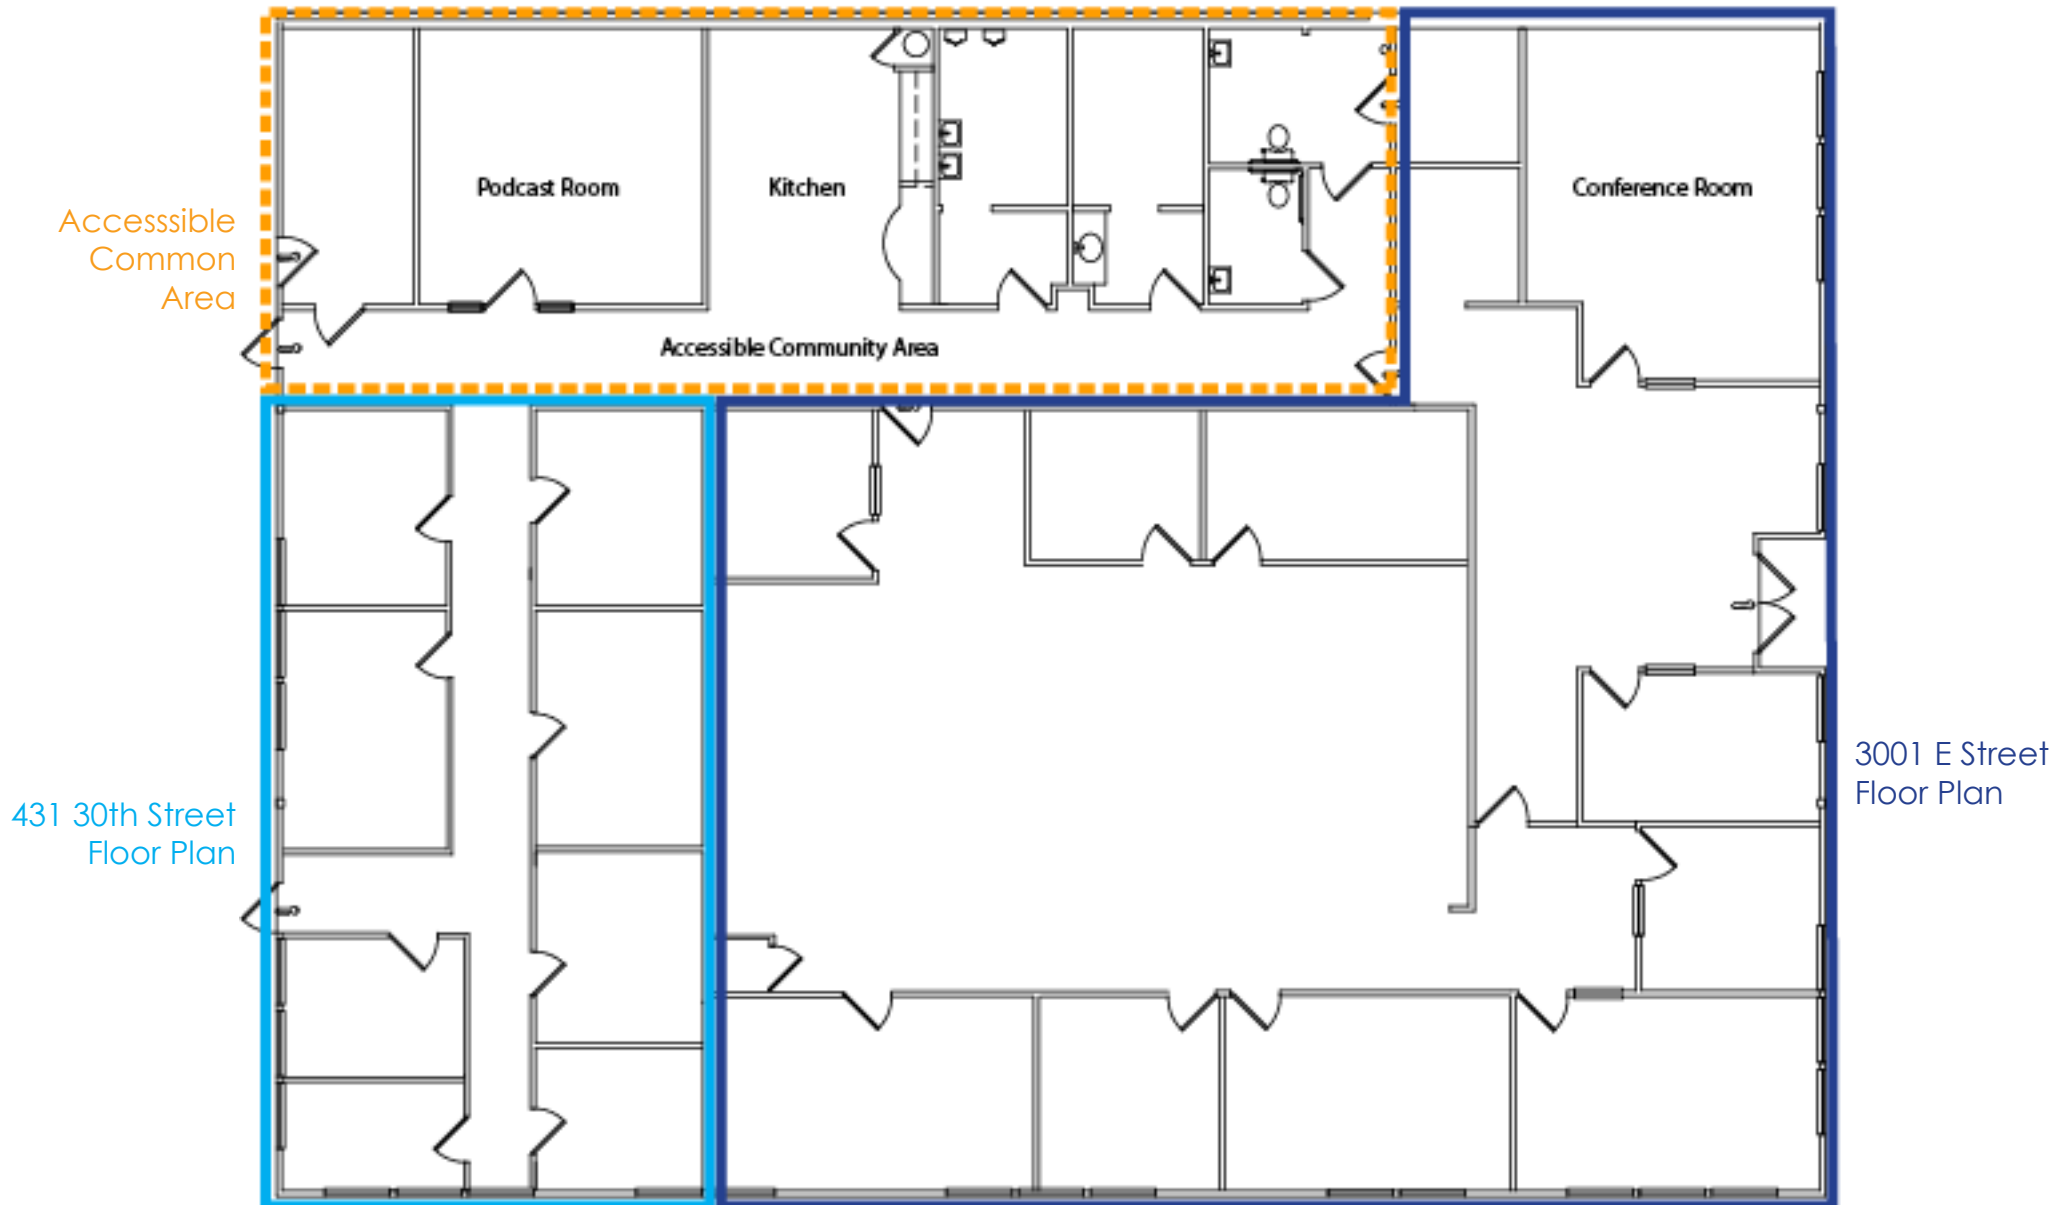 Podcast Room
Kitchen
Conference Room
Accesssible
Common
Area
Accessible Community Area
3001 E Street
Floor Plan
431 30th Street
Floor Plan